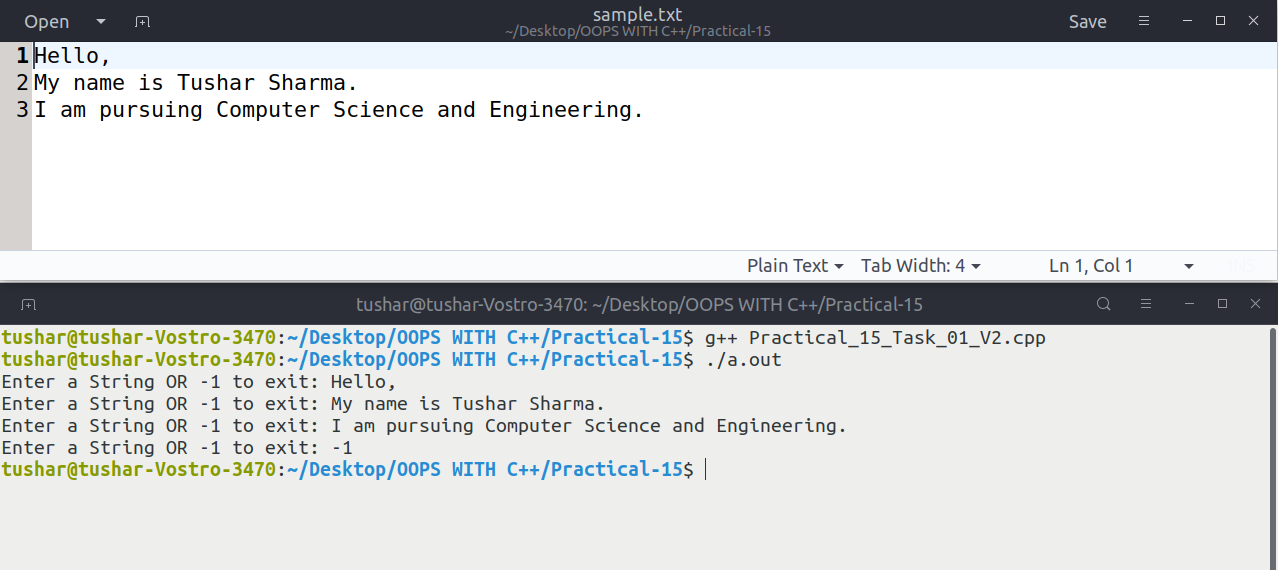 Open
sample.txt
~/Desktop/OOPS WITH C++/Practical-15
Save
1 Hello,
2 My name is Tushar Sharma.
3 I am pursuing Computer Science and Engineering.
Plain Text Tab Width: 4 Ln 1, Col 1 INS
tushar@tushar-Vostro-3470: ~/Desktop/OOPS WITH C++/Practical-15
tushar@tushar-Vostro-3470:~/Desktop/OOPS WITH C++/Practical-15$ g++ Practical_15_Task_01_V2.cpp
tushar@tushar-Vostro-3470:~/Desktop/OOPS WITH C++/Practical-15$ ./a.out
Enter a String OR -1 to exit: Hello,
Enter a String OR -1 to exit: My name is Tushar Sharma.
Enter a String OR -1 to exit: I am pursuing Computer Science and Engineering.
Enter a String OR -1 to exit: -1
tushar@tushar-Vostro-3470:~/Desktop/OOPS WITH C++/Practical-15$